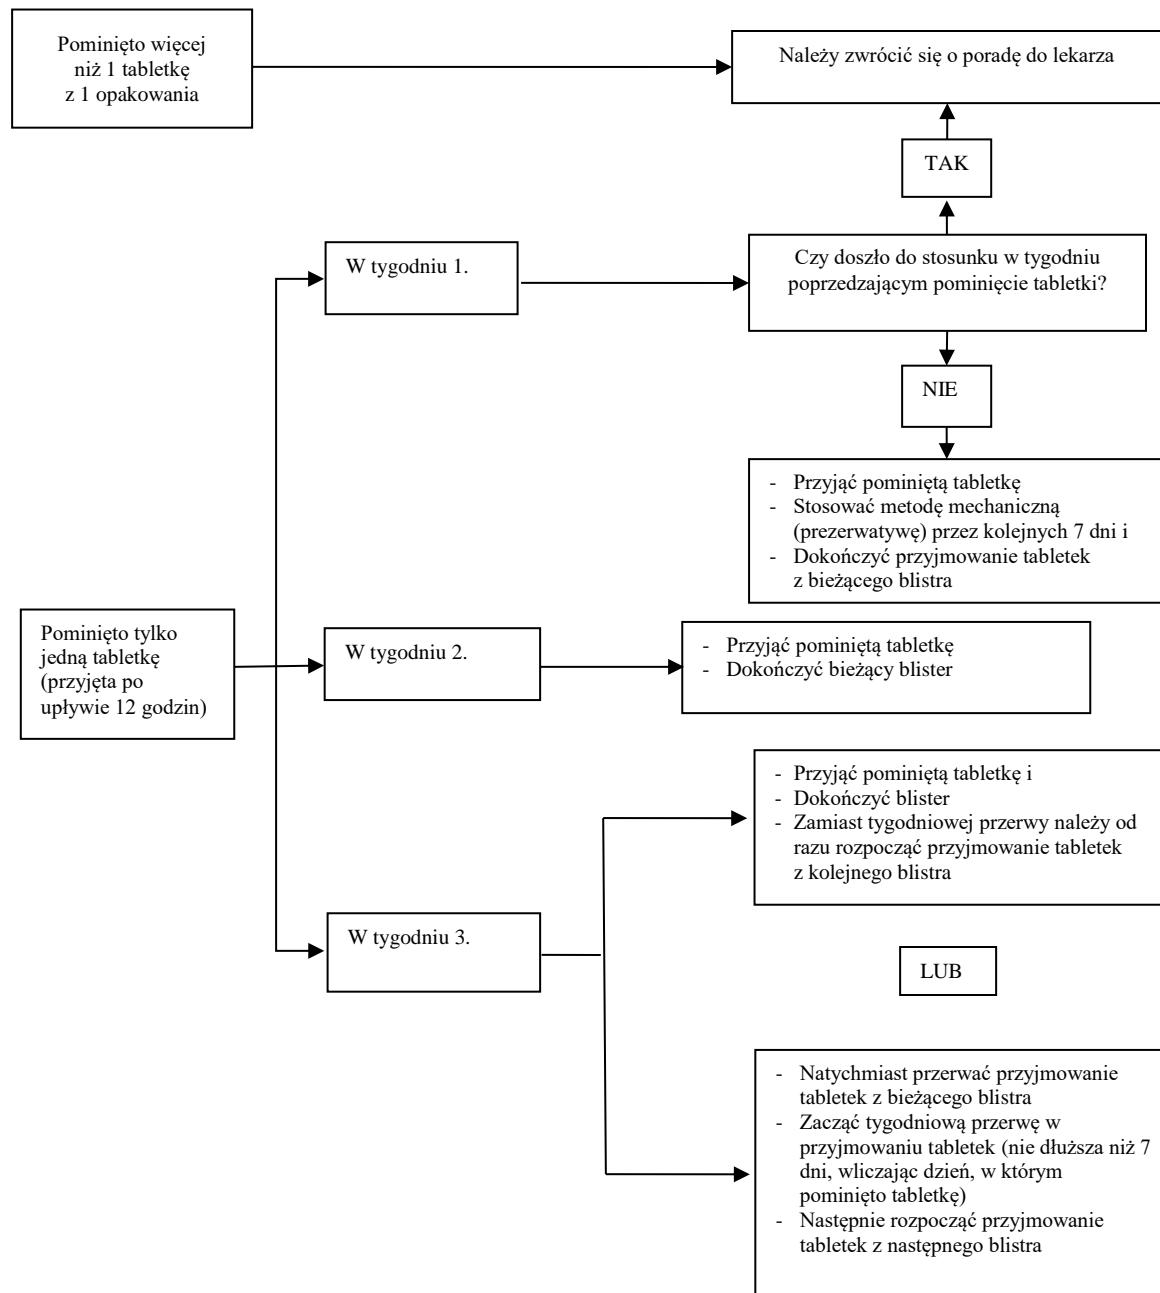 Pominięto więcej
niż 1 tabletkę
z 1 opakowania
Należy zwrócić się o poradę do lekarza
TAK
W tygodniu 1.
Czy doszło do stosunku w tygodniu
poprzedzającym pominięcie tabletki?
NIE
- Przyjąć pominiętą tabletkę
- Stosować metodę mechaniczną
(prezerwatywę) przez kolejnych 7 dni i
- Dokończyć przyjmowanie tabletek
z bieżącego blistra
Pominięto tylko
jedną tabletkę
(przyjęta po
upływie 12 godzin)
W tygodniu 2.
- Przyjąć pominiętą tabletkę
- Dokończyć bieżący blister
- Przyjąć pominiętą tabletkę i
- Dokończyć blister
- Zamiast tygodniowej przerwy należy od
razu rozpocząć przyjmowanie tabletek
z kolejnego blistra
W tygodniu 3.
LUB
- Natychmiast przerwać przyjmowanie
tabletek z bieżącego blistra
- Zacząć tygodniową przerwę w
przyjmowaniu tabletek (nie dłuższa niż 7
dni, wliczając dzień, w którym
pominięto tabletkę)
- Następnie rozpocząć przyjmowanie
tabletek z następnego blistra